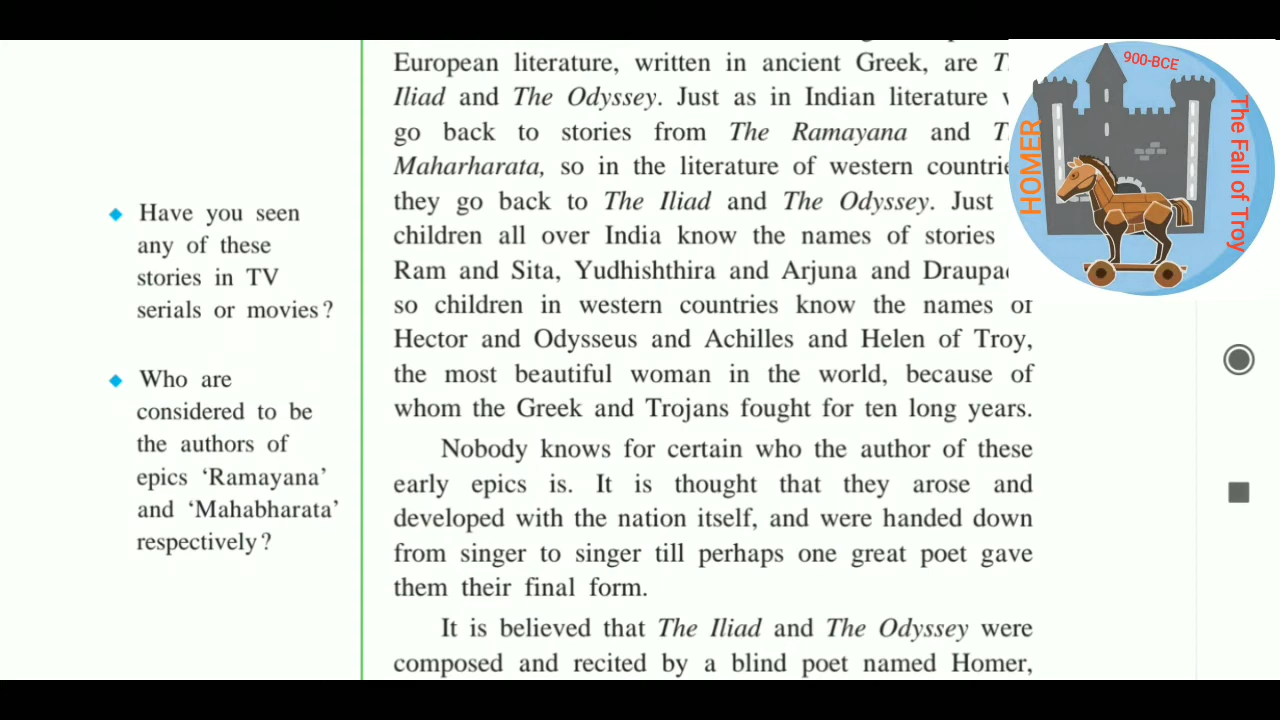 European literature, written in ancient Greek, are
Iliad and The Odyssey. Just as in Indian literature
go back to stories from The Ramayana and
Maharharata, so in the literature of western
they go back to The Iliad and The Odyssey. Just
children all over India know the names of stories
Ram and Sita, Yudhishthira and Arjuna and
so children in western countries know the names of
Hector and Odysseus and Achilles and Helen of Troy,
the most beautiful woman in the world, because of
whom the Greek and Trojans fought for ten long years.
Nobody knows for certain who the author of these
early epics is. It is thought that they arose and
developed with the nation itself, and were handed down
from singer to singer till perhaps one great poet gave
them their final form.
It is believed that The Iliad and The Odyssey were
composed and recited by a blind poet named Homer,
Have you seen
any of these
stories in TV
serials or movies?
Who are
considered to be
the authors of
epics ‘Ramayana’
and ‘Mahabharata’
respectively?
900-BCE
HOMER
The Fall of Troy